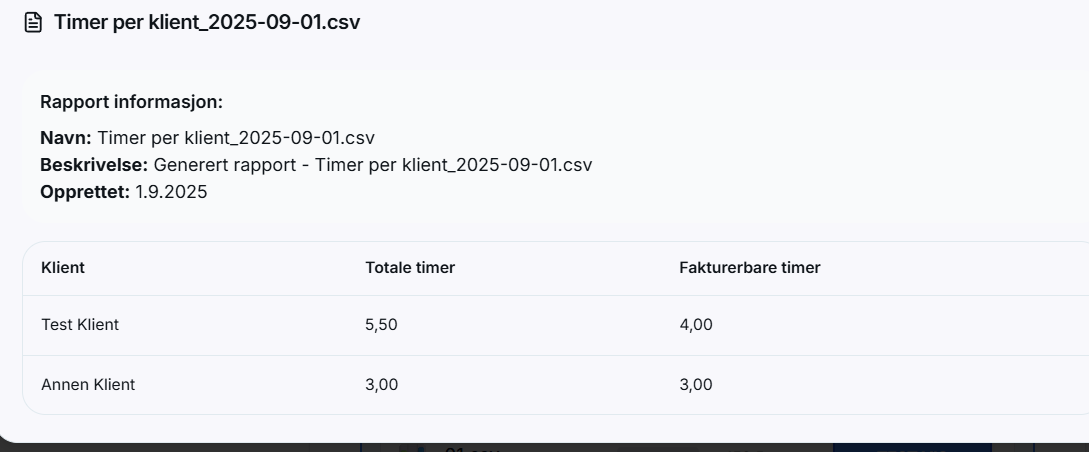 Timer per klient_2025-09-01.csv
Rapport informasjon:
Navn: Timer per klient_2025-09-01.csv
Beskrivelse: Generert rapport - Timer per klient_2025-09-01.csv
Opprettet: 1.9.2025
Klient Totale timer Fakturerbare timer
Test Klient 5,50 4,00
Annen Klient 3,00 3,00